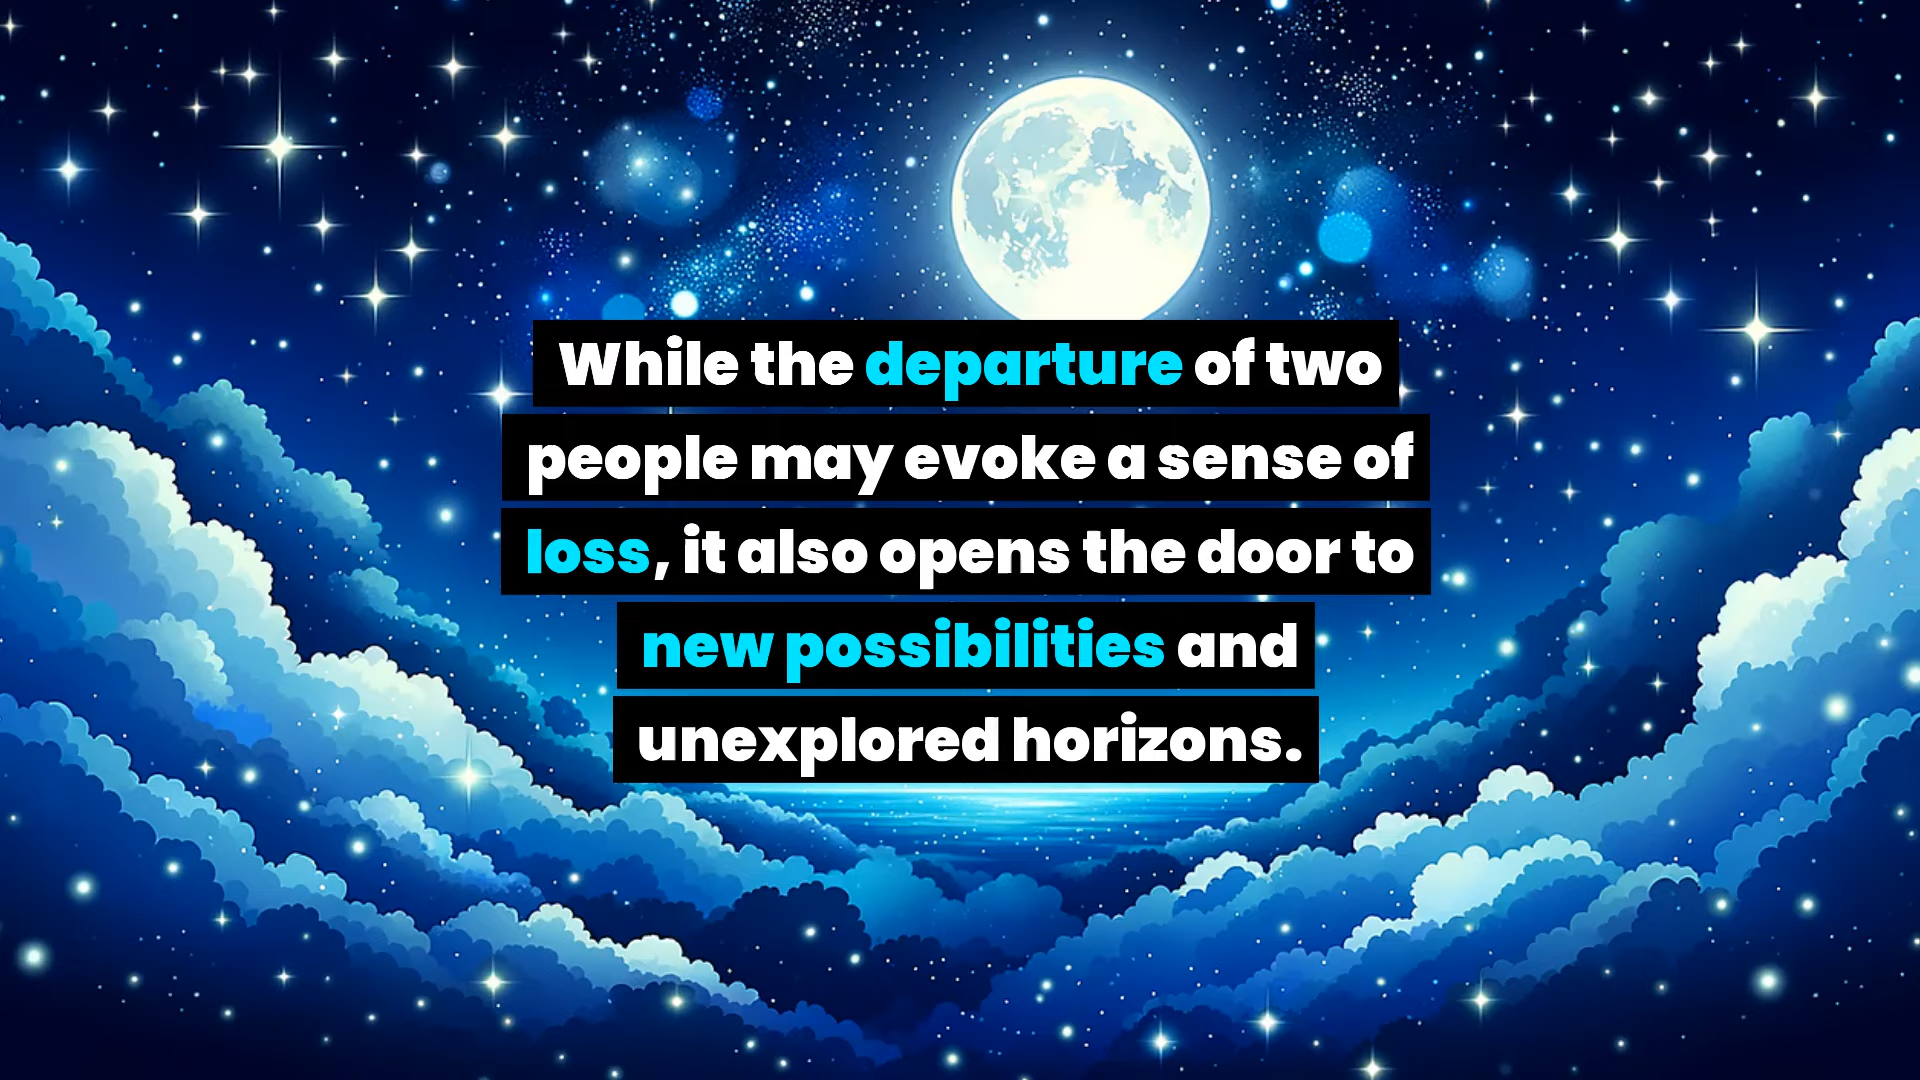 While the departure of two
people may evoke a sense of
loss, it also opens the door to
new possibilities and
unexplored horizons.